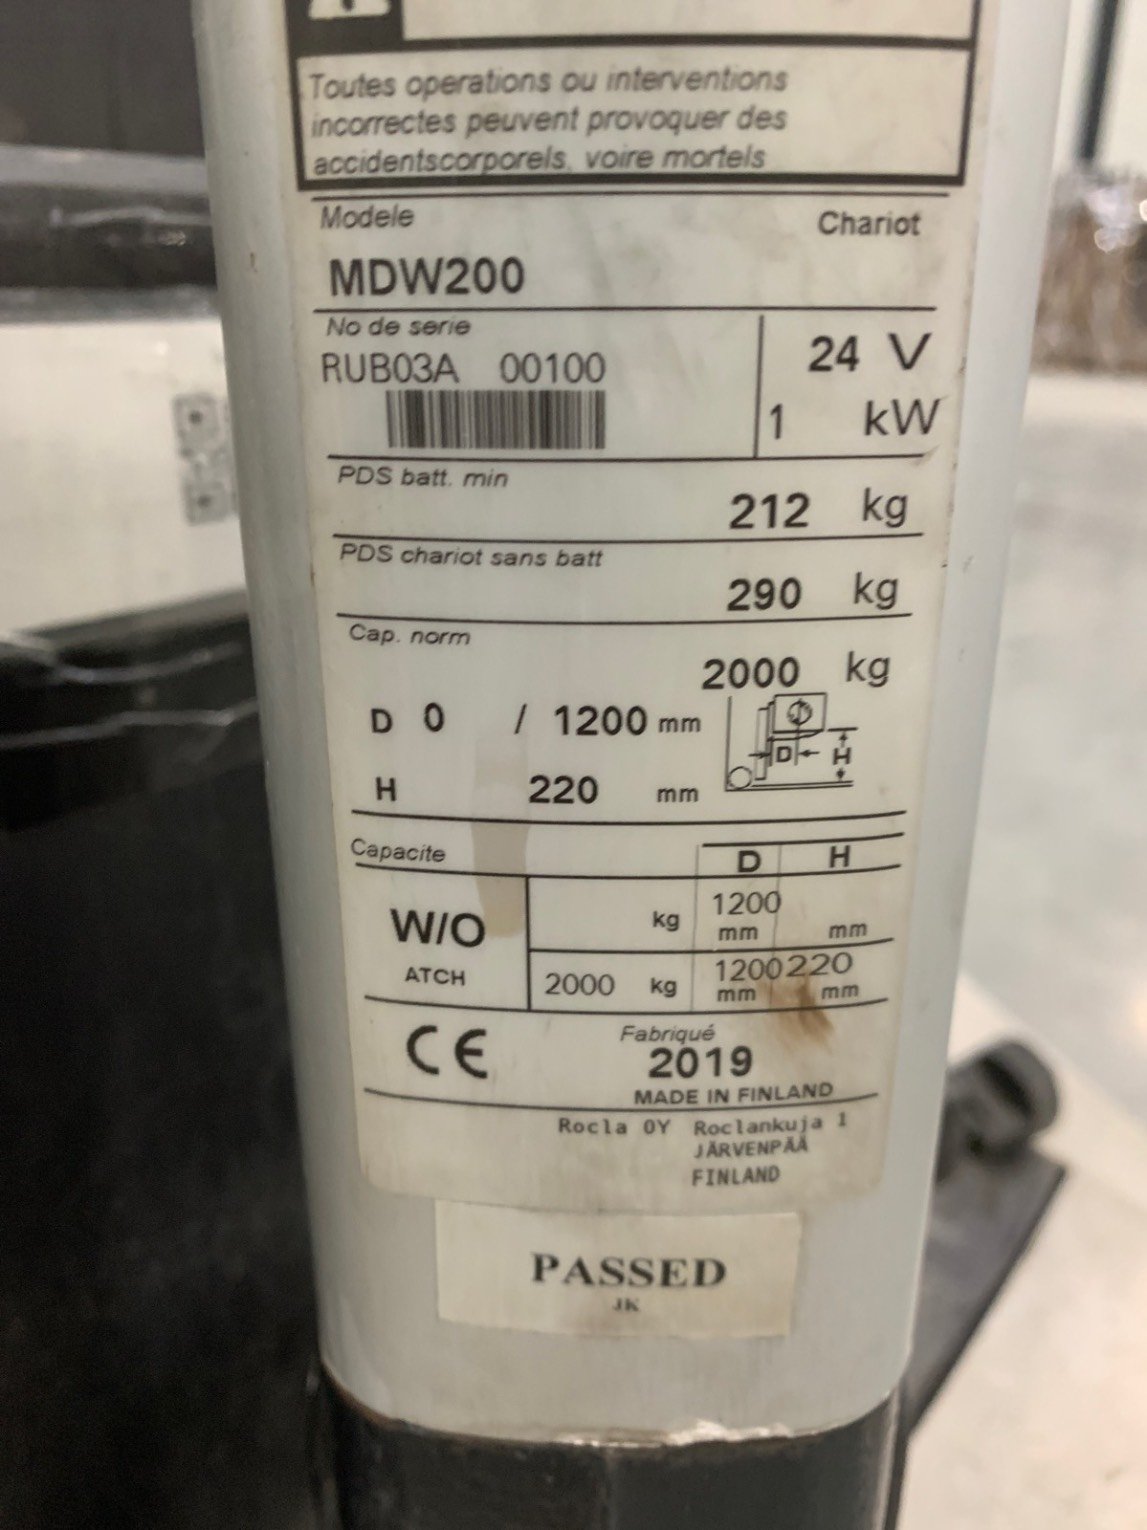 Toutes operations ou interventions
incorrectes peuvent provoquer des
accidentscorporels, voire mortels
Modele Chariot
MDW200
No de serie
RUB03A 00100 24 V
1 kW
PDS batt. min
212 kg
PDS chariot sans batt
290 kg
Cap. norm
2000 kg
D 0 / 1200 mm
D H
H 220 mm
Capacite D H
W/O kg 1200 mm mm
ATCH 2000 kg 1200 mm 220 mm
CE Fabriqué
2019
MADE IN FINLAND
Rocla OY Roclankuja 1
JÄRVENPÄÄ
FINLAND
PASSED
JK